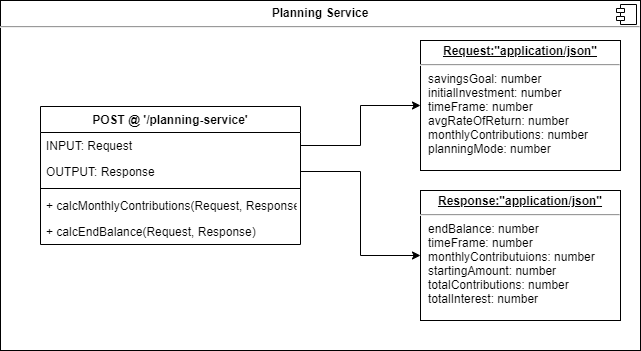 Planning Service
POST @ '/planning-service'
INPUT: Request
OUTPUT: Response
+ calcMonthlyContributions(Request, Response
+ calcEndBalance(Request, Response)
Request:"application/json"
savingsGoal: number
initialInvestment: number
timeFrame: number
avgRateOfReturn: number
monthlyContributions: number
planningMode: number
Response:"application/json"
endBalance: number
timeFrame: number
monthlyContributuions: number
startingAmount: number
totalContributions: number
totalInterest: number